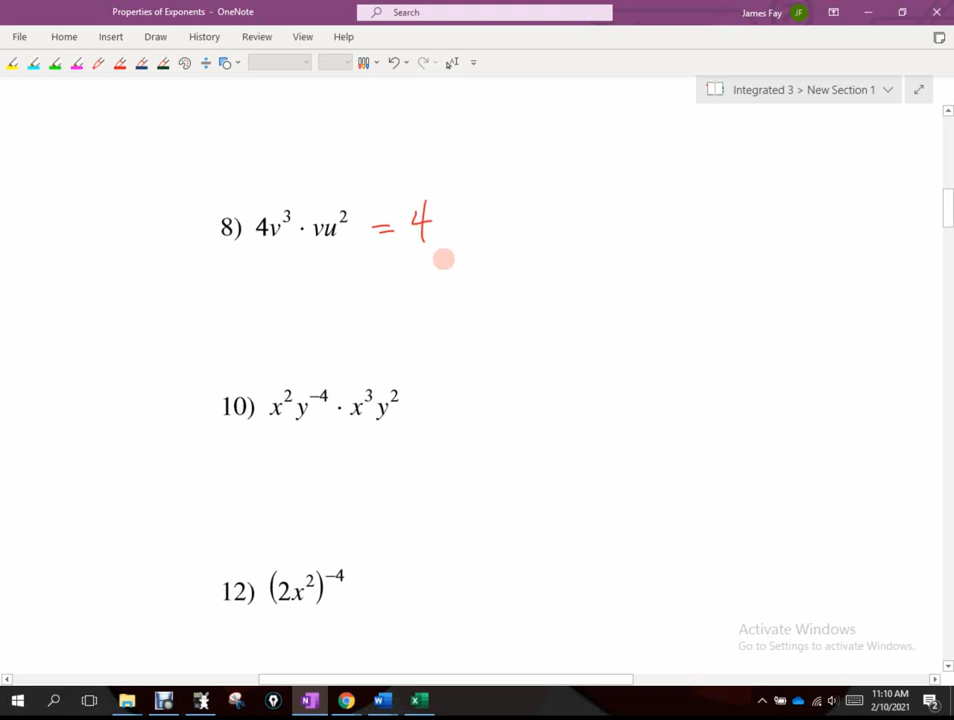 Properties of Exponents - OneNote
Search
James Fay
JF
File Home Insert Draw History Review View Help
Integrated 3 > New Section 1
8) 4v³ · vu² = 4
10) x²y⁻⁴ · x³y²
12) (2x²)⁻⁴
Activate Windows
Go to Settings to activate Windows.
11:10 AM
2/10/2021
2